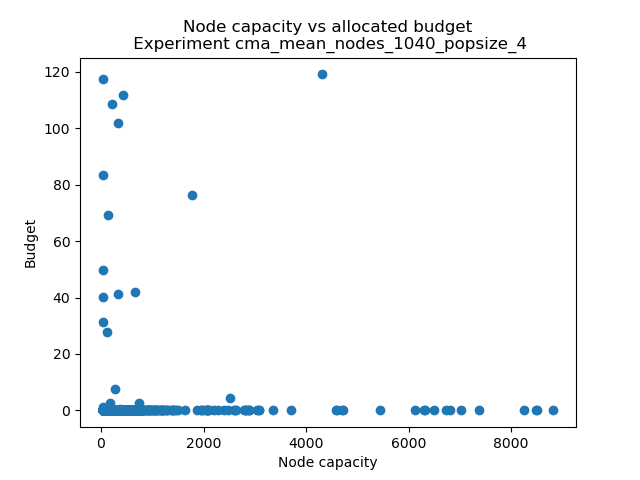 Node capacity vs allocated budget
Experiment cma_mean_nodes_1040_popsize_4
120
100
80
60
40
20
0
Budget
0 2000 4000 6000 8000
Node capacity